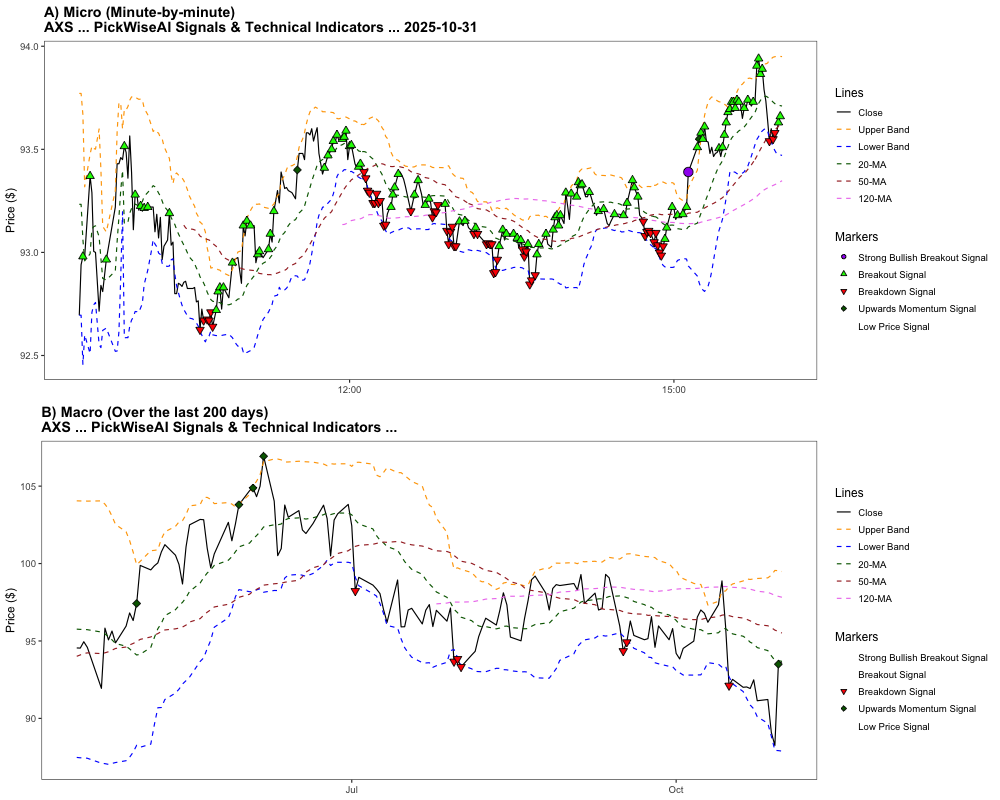 A) Micro (Minute-by-minute)
AXS ... PickWiseAI Signals & Technical Indicators ... 2025-10-31
94.0
93.5
93.0
92.5
Price ($)
12:00
15:00
Lines
Close
Upper Band
Lower Band
20-MA
50-MA
120-MA
Markers
Strong Bullish Breakout Signal
Breakout Signal
Breakdown Signal
Upwards Momentum Signal
Low Price Signal
B) Macro (Over the last 200 days)
AXS ... PickWiseAI Signals & Technical Indicators ...
105
100
95
90
Price ($)
Jul
Oct
Lines
Close
Upper Band
Lower Band
20-MA
50-MA
120-MA
Markers
Strong Bullish Breakout Signal
Breakout Signal
Breakdown Signal
Upwards Momentum Signal
Low Price Signal